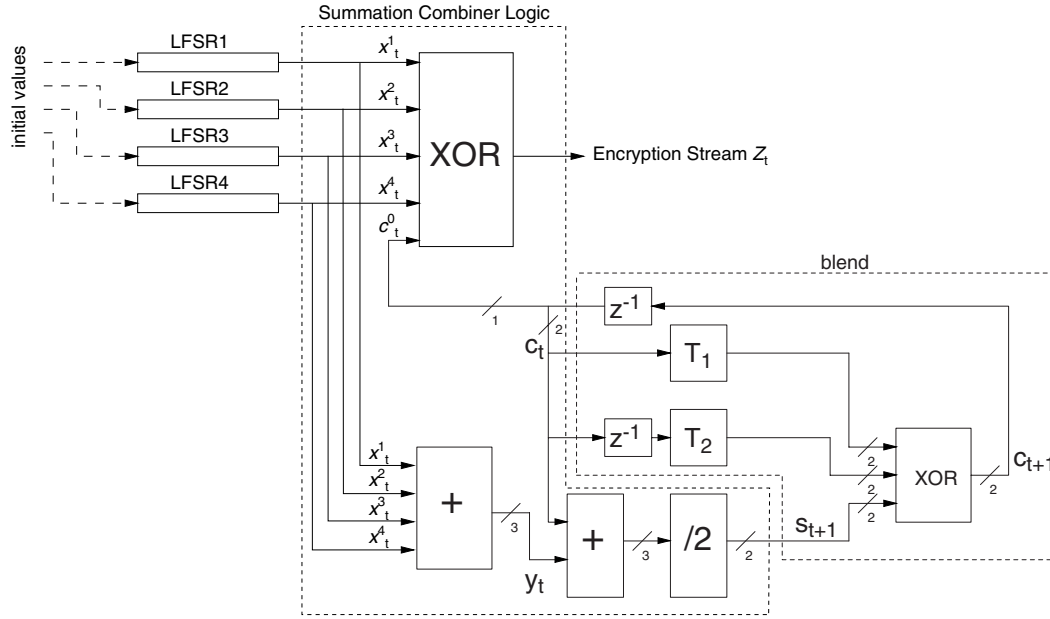 Summation Combiner Logic
initial values
LFSR1
LFSR2
LFSR3
LFSR4
x¹ₜ
x²ₜ
x³ₜ
x⁴ₜ
c⁰ₜ
XOR
Encryption Stream Zₜ
blend
1
2
cₜ
z⁻¹
T₁
z⁻¹
T₂
2
2
2
XOR
2
cₜ₊₁
x¹ₜ
x²ₜ
x³ₜ
x⁴ₜ
+
3
yₜ
+
3
/2
2
sₜ₊₁